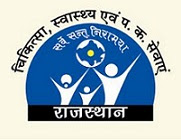 चिकित्सा, स्वास्थ्य एवं प. क. सेवाएं
सर्वे सन्तु निरामया
राजस्थान